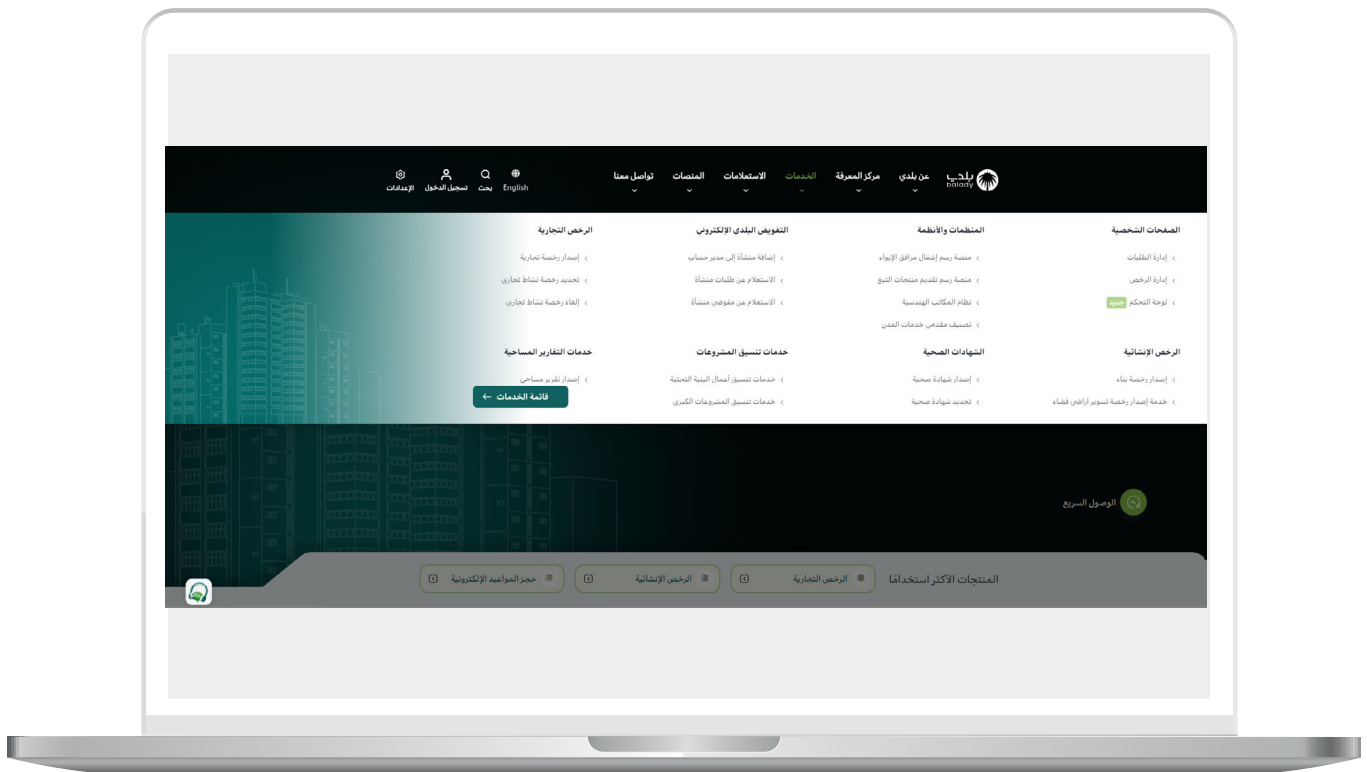 بلدي
balady
عن بلدي
مركز المعرفة
الخدمات
الاستعلامات
المنصات
تواصل معنا
English
بحث
تسجيل الدخول
الإعدادات
الصفحات الشخصية
إدارة الطلبات
إدارة الرخص
لوحة التحكم جديد
المنظمات والأنظمة
منصة رسم إشغال مرافق الإيواء
منصة رسم تقديم منتجات التبغ
نظام المكاتب الهندسية
تصنيف مقدمي خدمات المدن
التفويض البلدي الإلكتروني
إضافة منشأة إلى مدير حساب
الاستعلام عن طلبات منشأة
الاستعلام عن مفوضي منشأة
الرخص التجارية
إصدار رخصة تجارية
تجديد رخصة نشاط تجاري
إلغاء رخصة نشاط تجاري
الرخص الإنشائية
إصدار رخصة بناء
خدمة إصدار رخصة تسوير أراضي فضاء
الشهادات الصحية
إصدار شهادة صحية
تجديد شهادة صحية
خدمات تنسيق المشروعات
خدمات تنسيق أعمال البنية التحتية
خدمات تنسيق المشروعات الكبرى
خدمات التقارير المساحية
إصدار تقرير مساحي
قائمة الخدمات
الوصول السريع
المنتجات الأكثر استخدامًا
الرخص التجارية
الرخص الإنشائية
حجز المواعيد الإلكترونية